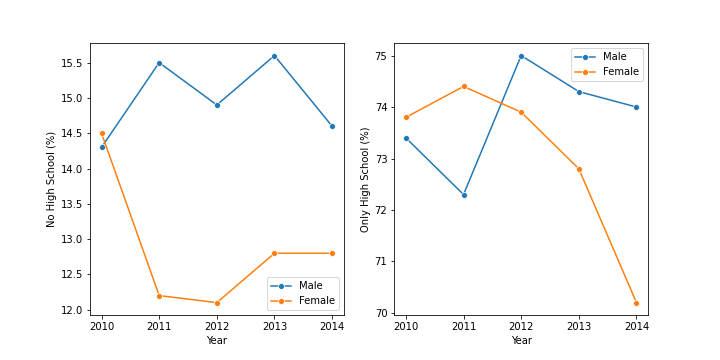 No High School (%)
15.5
15.0
14.5
14.0
13.5
13.0
12.5
12.0
2010 2011 2012 2013 2014
Year
Male
Female
Only High School (%)
75
74
73
72
71
70
2010 2011 2012 2013 2014
Year
Male
Female